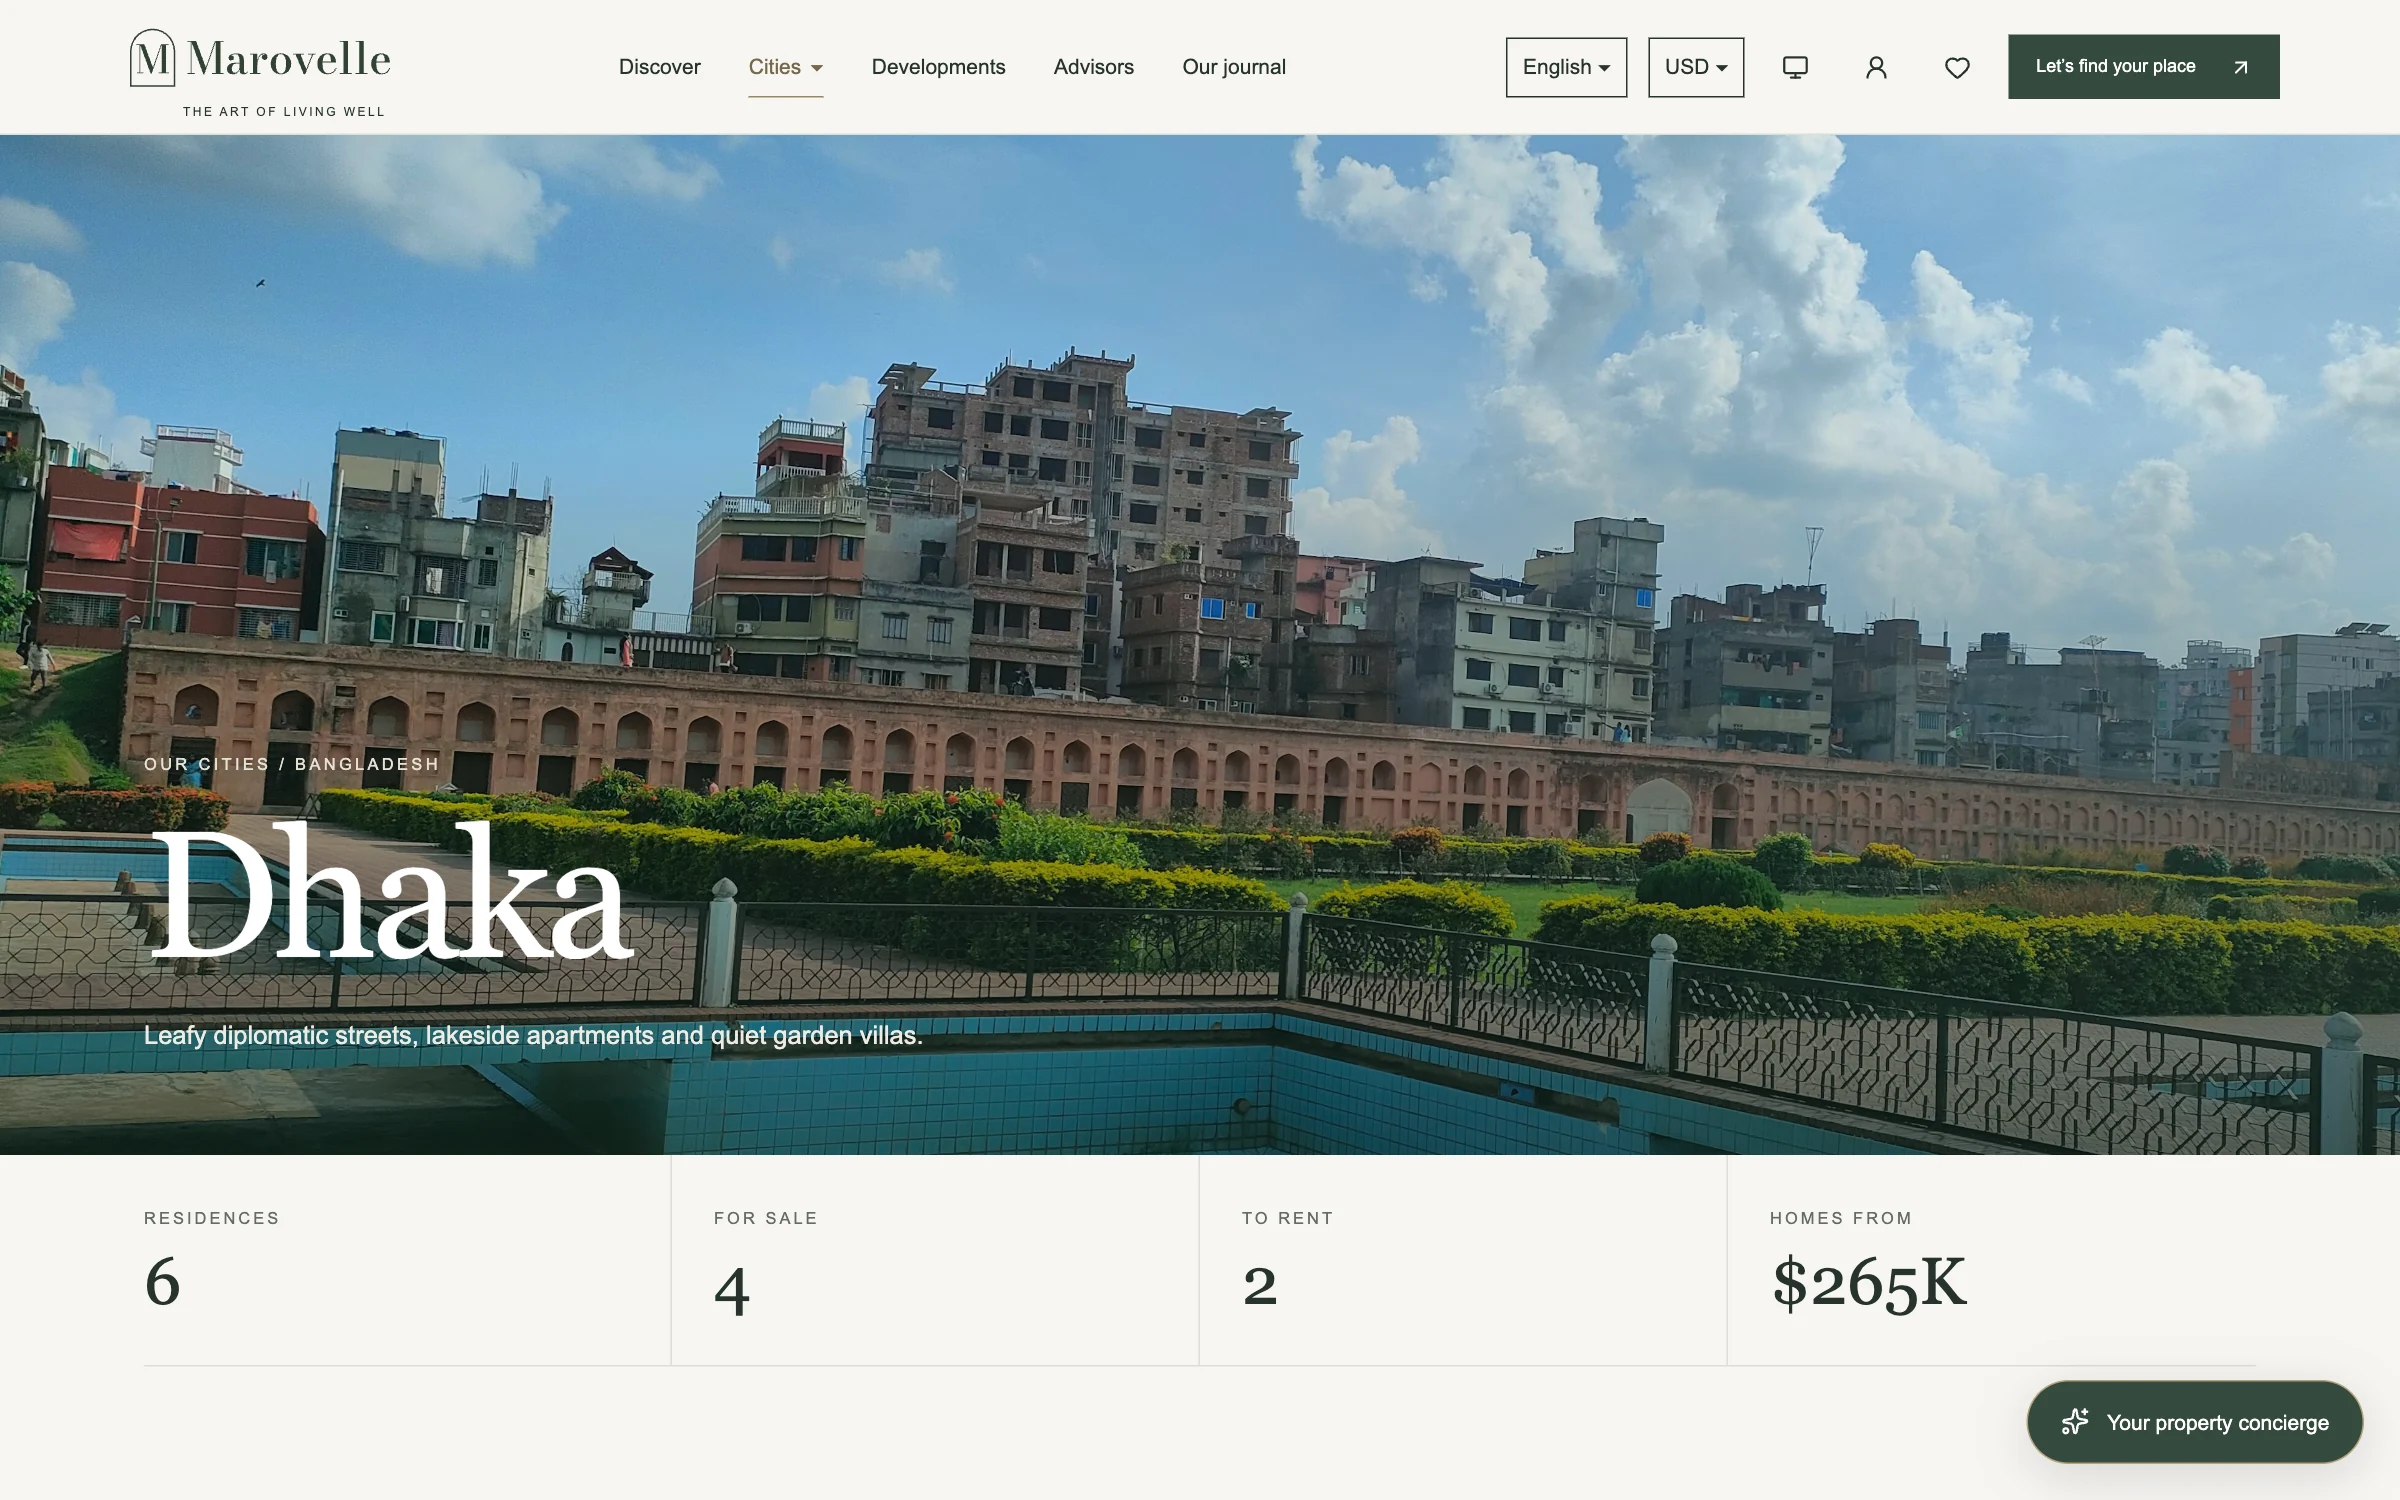 M Marovelle
THE ART OF LIVING WELL
Discover
Cities
Developments
Advisors
Our journal
English
USD
Let's find your place
OUR CITIES / BANGLADESH
Dhaka
Leafy diplomatic streets, lakeside apartments and quiet garden villas.
RESIDENCES
6
FOR SALE
4
TO RENT
2
HOMES FROM
$265K
Your property concierge